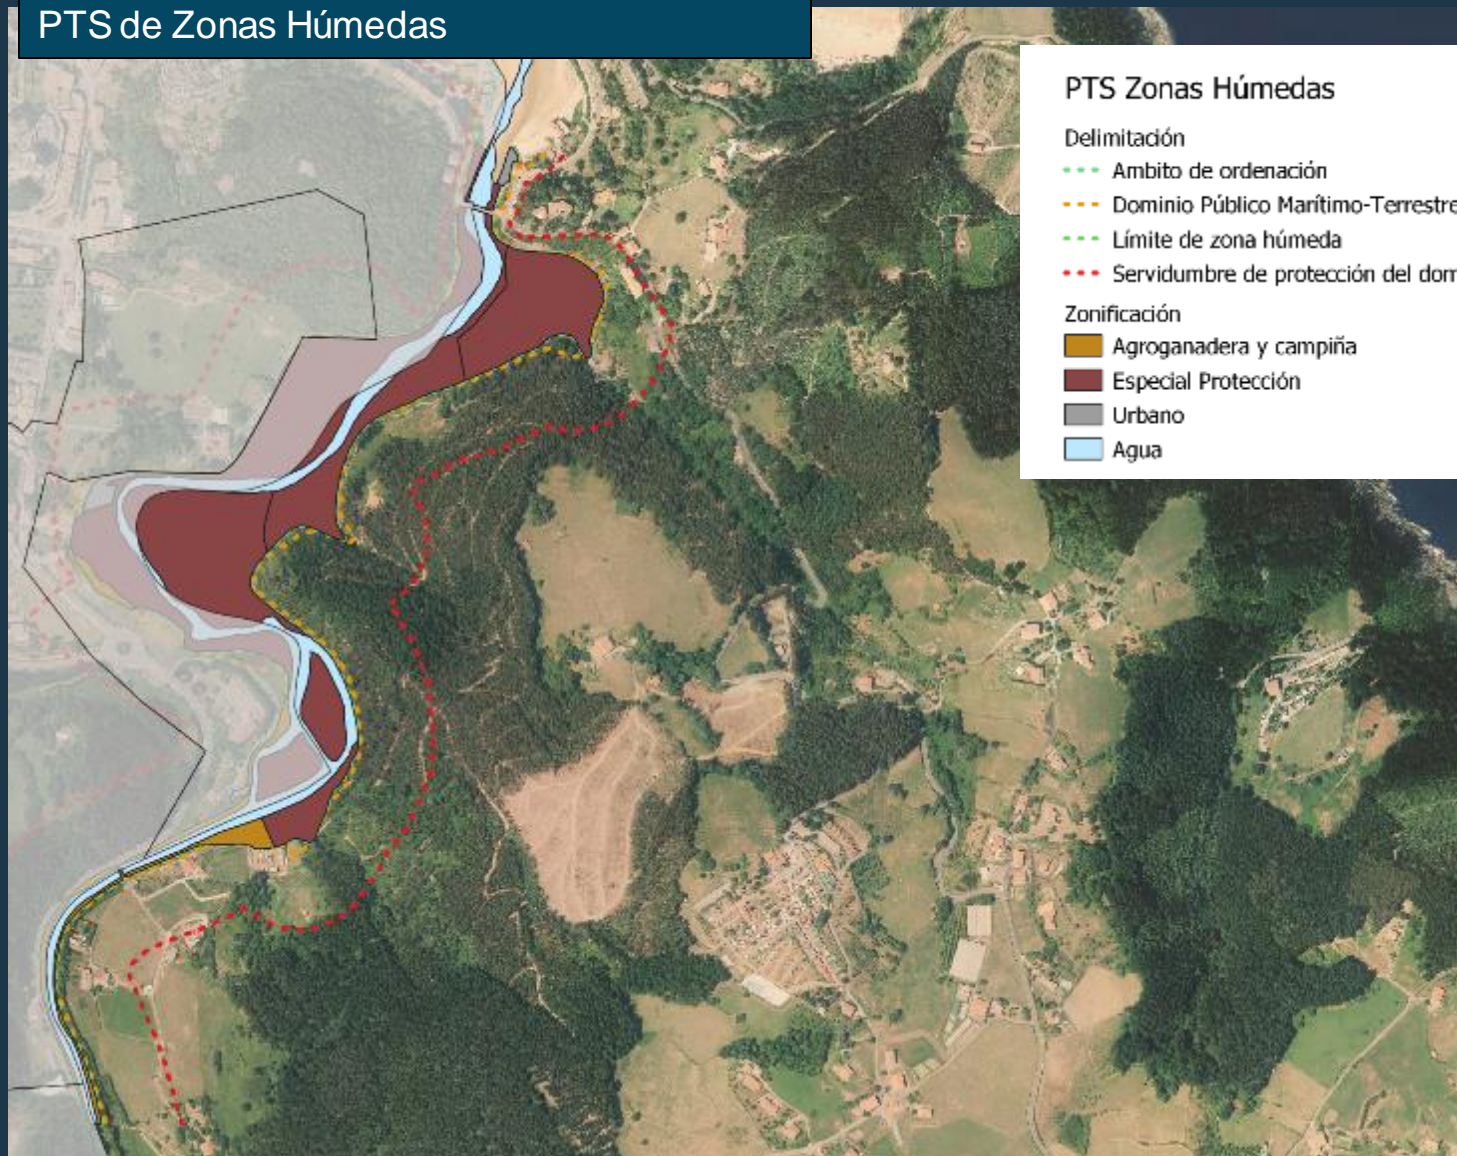 PTS de Zonas Húmedas
PTS Zonas Húmedas
Delimitación
Ambito de ordenación
Dominio Público Marítimo-Terrestre
Límite de zona húmeda
Servidumbre de protección del dom
Zonificación
Agroganadera y campiña
Especial Protección
Urbano
Agua